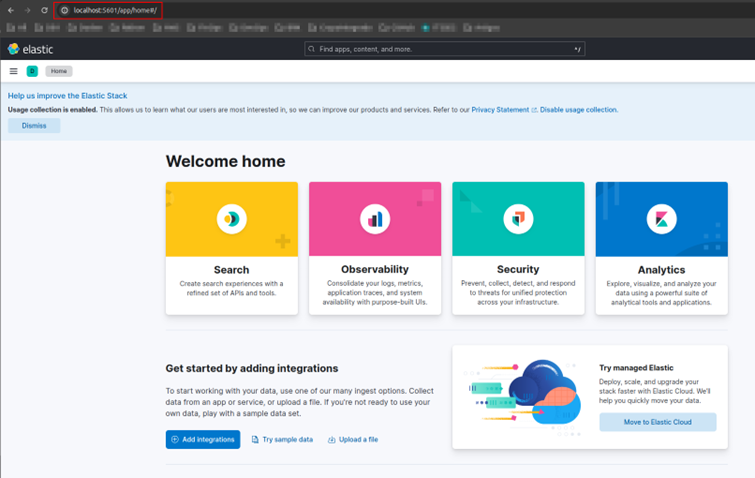 localhost:5601/app/home#/
elastic
Find apps, content, and more.
^/
D
Home
Help us improve the Elastic Stack
Usage collection is enabled. This allows us to learn what our users are most interested in, so we can improve our products and services. Refer to our Privacy Statement. Disable usage collection.
Dismiss
Welcome home
Search
Create search experiences with a
refined set of APIs and tools.
Observability
Consolidate your logs, metrics,
application traces, and system
availability with purpose-built UIs.
Security
Prevent, collect, detect, and respond
to threats for unified protection
across your infrastructure.
Analytics
Explore, visualize, and analyze your
data using a powerful suite of
analytical tools and applications.
Get started by adding integrations
To start working with your data, use one of our many ingest options. Collect
data from an app or service, or upload a file. If you're not ready to use your
own data, play with a sample data set.
Add integrations
Try sample data
Upload a file
Try managed Elastic
Deploy, scale, and upgrade your
stack faster with Elastic Cloud. We'll
help you quickly move your data.
Move to Elastic Cloud